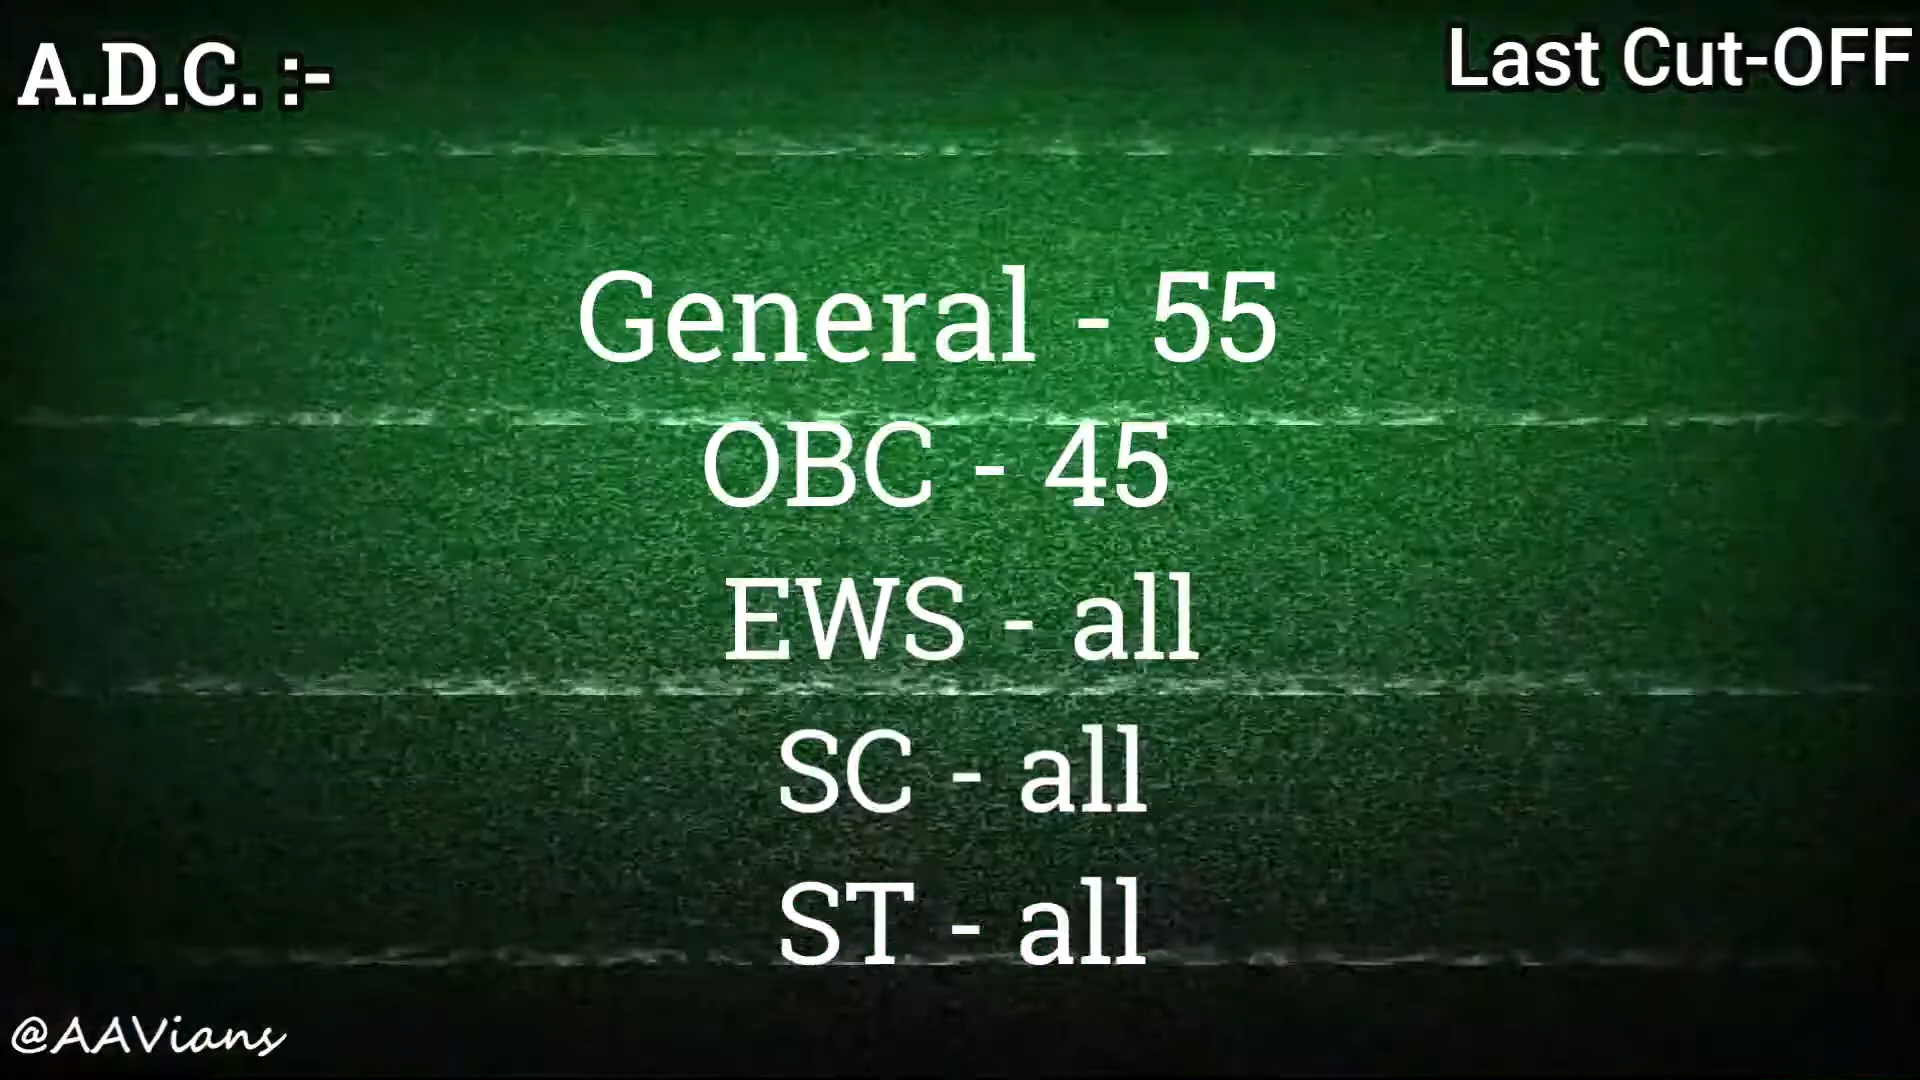 A.D.C. :-
Last Cut-OFF
General - 55
OBC - 45
EWS - all
SC - all
ST - all
@AAVians